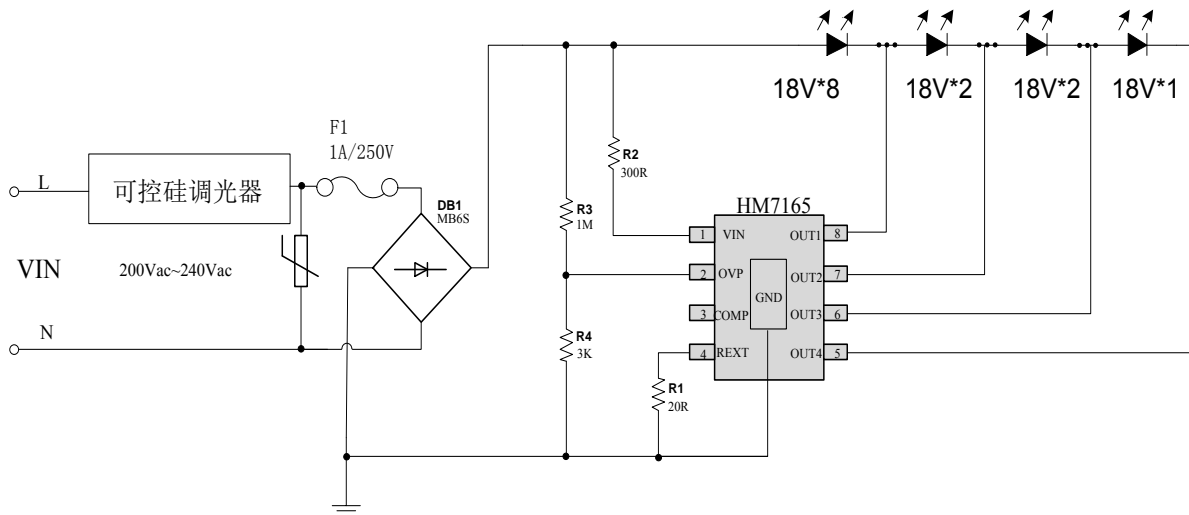 18V*8
18V*2
18V*2
18V*1
F1
1A/250V
L
可控硅调光器
DB1
MB6S
R2
300R
R3
1M
HM7165
1
VIN
OUT1
8
VIN
200Vac~240Vac
2
OVP
OUT2
7
GND
3
COMP
OUT3
6
N
R4
3K
4
REXT
OUT4
5
R1
20R